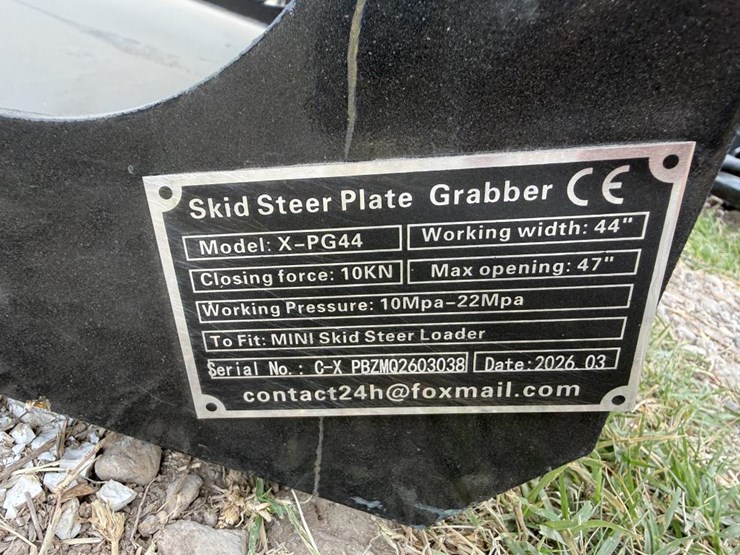 Skid Steer Plate Grabber CE
Model: X-PG44 Working width: 44"
Closing force: 10KN Max opening: 47"
Working Pressure: 10Mpa-22Mpa
To Fit: MINI Skid Steer Loader
Serial No.: C-X PBZMQ2603038 Date: 2026.03
contact24h@foxmail.com